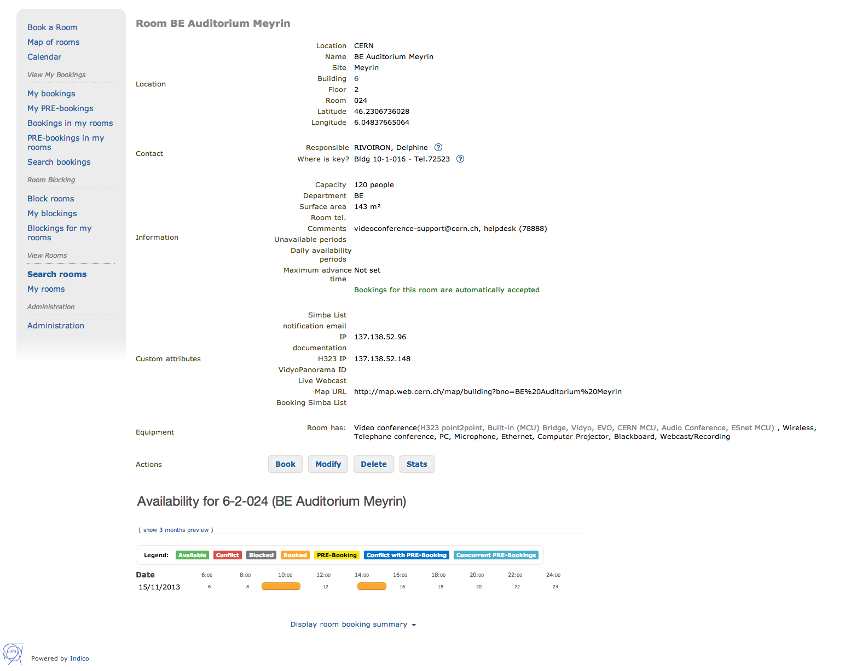 Book a Room
Map of rooms
Calendar
View My Bookings
My bookings
My PRE-bookings
Bookings in my rooms
PRE-bookings in my
rooms
Search bookings
Room Blocking
Block rooms
My blockings
Blockings for my
rooms
View Rooms
Search rooms
My rooms
Administration
Administration
Room BE Auditorium Meyrin
Location
Location CERN
Name BE Auditorium Meyrin
Site Meyrin
Building 6
Floor 2
Room 024
Latitude 46.2306736028
Longitude 6.04837665064
Contact
Responsible RIVOIRON, Delphine
Where is key? Bldg 10-1-016 - Tel.72523
Information
Capacity 120 people
Department BE
Surface area 143 m²
Room tel.
Comments videoconference-support@cern.ch, helpdesk (78888)
Unavailable periods
Daily availability
periods
Maximum advance Not set
time
Bookings for this room are automatically accepted
Custom attributes
Simba List
notification email
IP 137.138.52.96
documentation
H323 IP 137.138.52.148
VidyoPanorama ID
Live Webcast
Map URL http://map.web.cern.ch/map/building?bno=BE%20Auditorium%20Meyrin
Booking Simba List
Equipment
Room has: Video conference(H323 point2point, Built-in (MCU) Bridge, Vidyo, EVO, CERN MCU, Audio Conference, ESnet MCU) , Wireless,
Telephone conference, PC, Microphone, Ethernet, Computer Projector, Blackboard, Webcast/Recording
Actions Book Modify Delete Stats
Availability for 6-2-024 (BE Auditorium Meyrin)
( show 3 months preview )
Legend: Available Conflict Blocked Booked PRE-Booking Conflict with PRE-Booking Concurrent PRE-Bookings
Date 6:00 8:00 10:00 12:00 14:00 16:00 18:00 20:00 22:00 24:00
15/11/2013 6 8 12 16 18 20 22 24
Display room booking summary
CERN
Powered by Indico